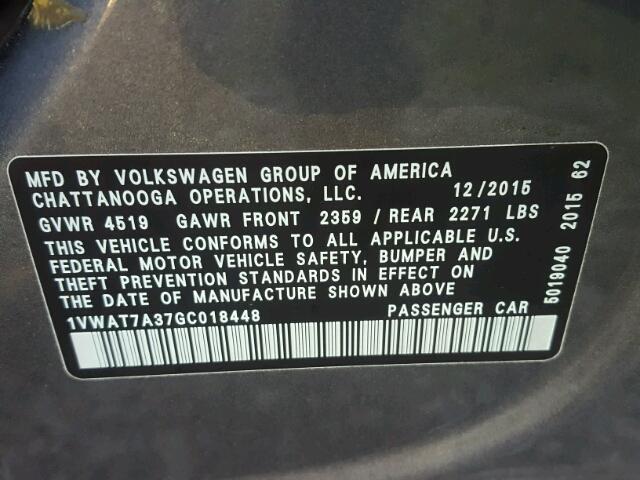 MFD BY VOLKSWAGEN GROUP OF AMERICA
CHATTANOOGA OPERATIONS, LLC. 12/2015
GVWR 4519 GAWR FRONT 2359 / REAR 2271 LBS
THIS VEHICLE CONFORMS TO ALL APPLICABLE U.S.
FEDERAL MOTOR VEHICLE SAFETY, BUMPER AND
THEFT PREVENTION STANDARDS IN EFFECT ON
THE DATE OF MANUFACTURE SHOWN ABOVE
1VWAT7A37GC018448 PASSENGER CAR
5019040 2015 62